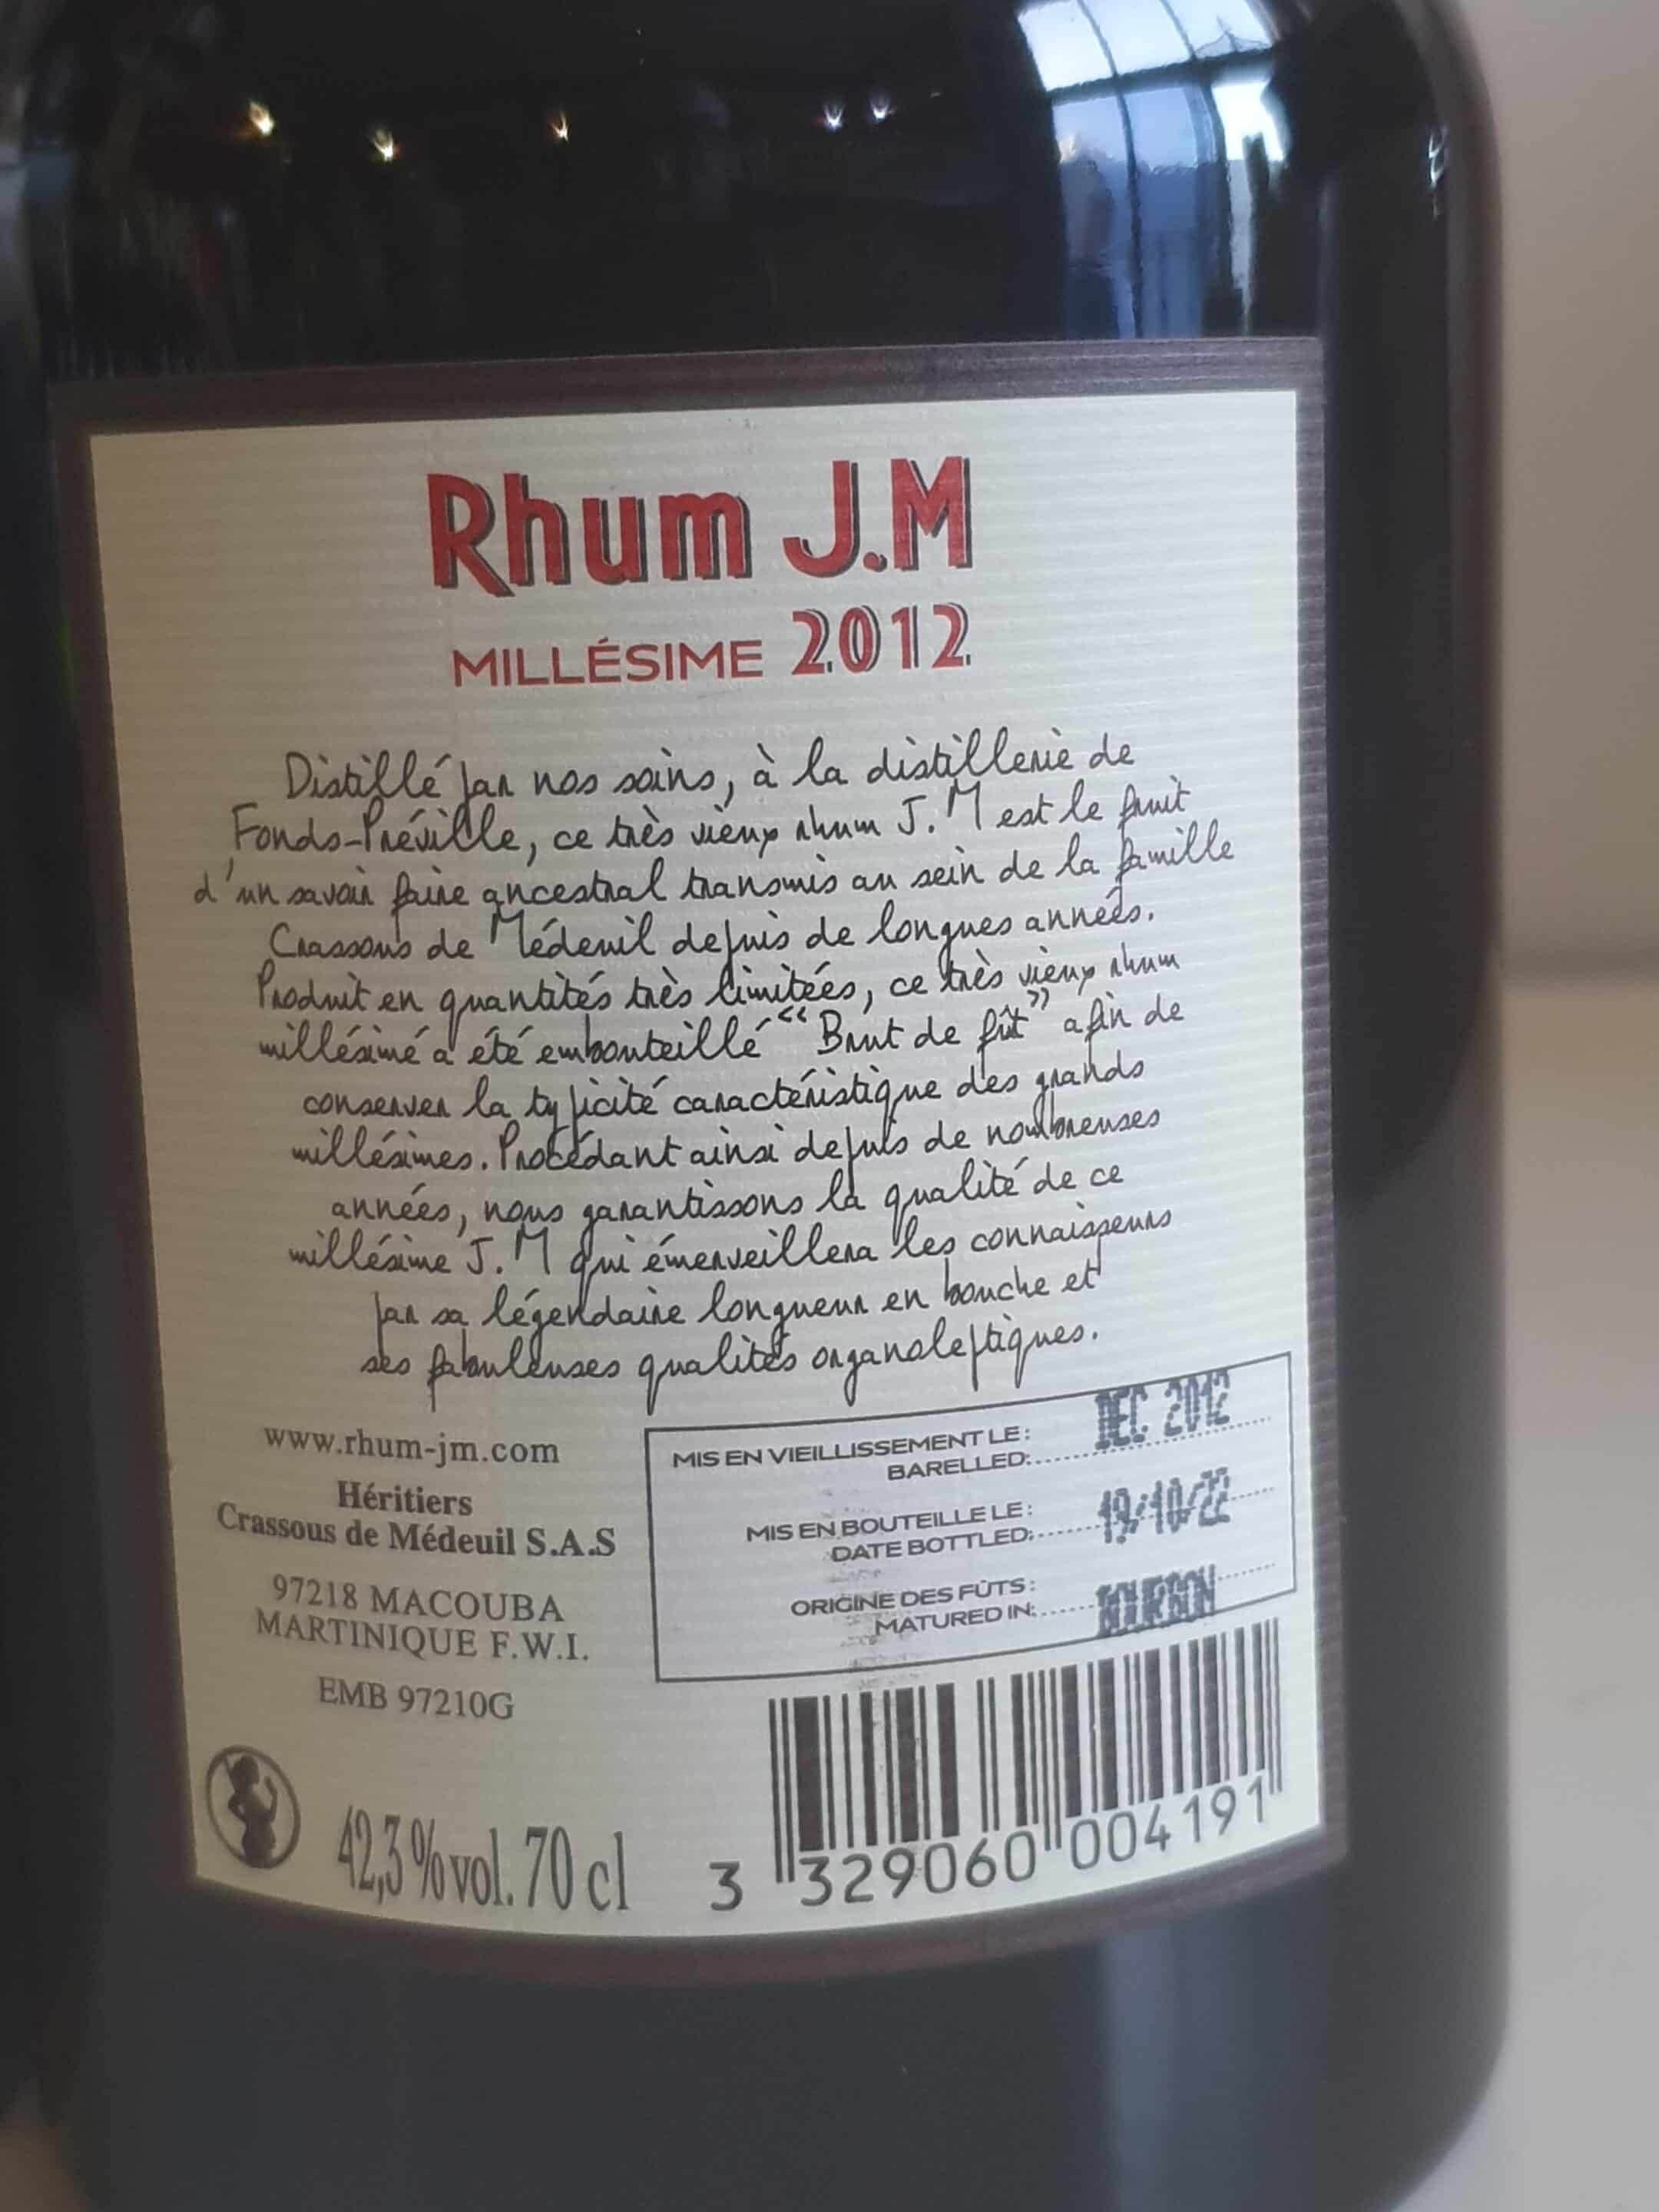 Rhum J.M
MILLÉSIME 2012
Distillé par nos soins, à la distillerie de
Fonds-Préville, ce très vieux rhum J.M est le fruit
d'un savoir faire ancestral transmis au sein de la famille
Crassous de Médeuil depuis de longues années.
Produit en quantités très limitées, ce très vieux rhum
millésimé a été embouteillé "Brut de fût" afin de
conserver la typicité caractéristique des grands
millésimes. Procédant ainsi depuis de nombreuses
années, nous garantissons la qualité de ce
millésime J.M qui émerveillera les connaisseurs
par sa légendaire longueur en bouche et
ses fabuleuses qualités organoleptiques.
www.rhum-jm.com
Héritiers
Crassous de Médeuil S.A.S
97218 MACOUBA
MARTINIQUE F.W.I.
EMB 97210G
42,3%vol. 70 cl
MIS EN VIEILLISSEMENT LE: DEC 2012
BARELLED:
MIS EN BOUTEILLE LE: 19/10/22
DATE BOTTLED:
ORIGINE DES FÛTS: BOURBON
MATURED IN:
3 329060 004191